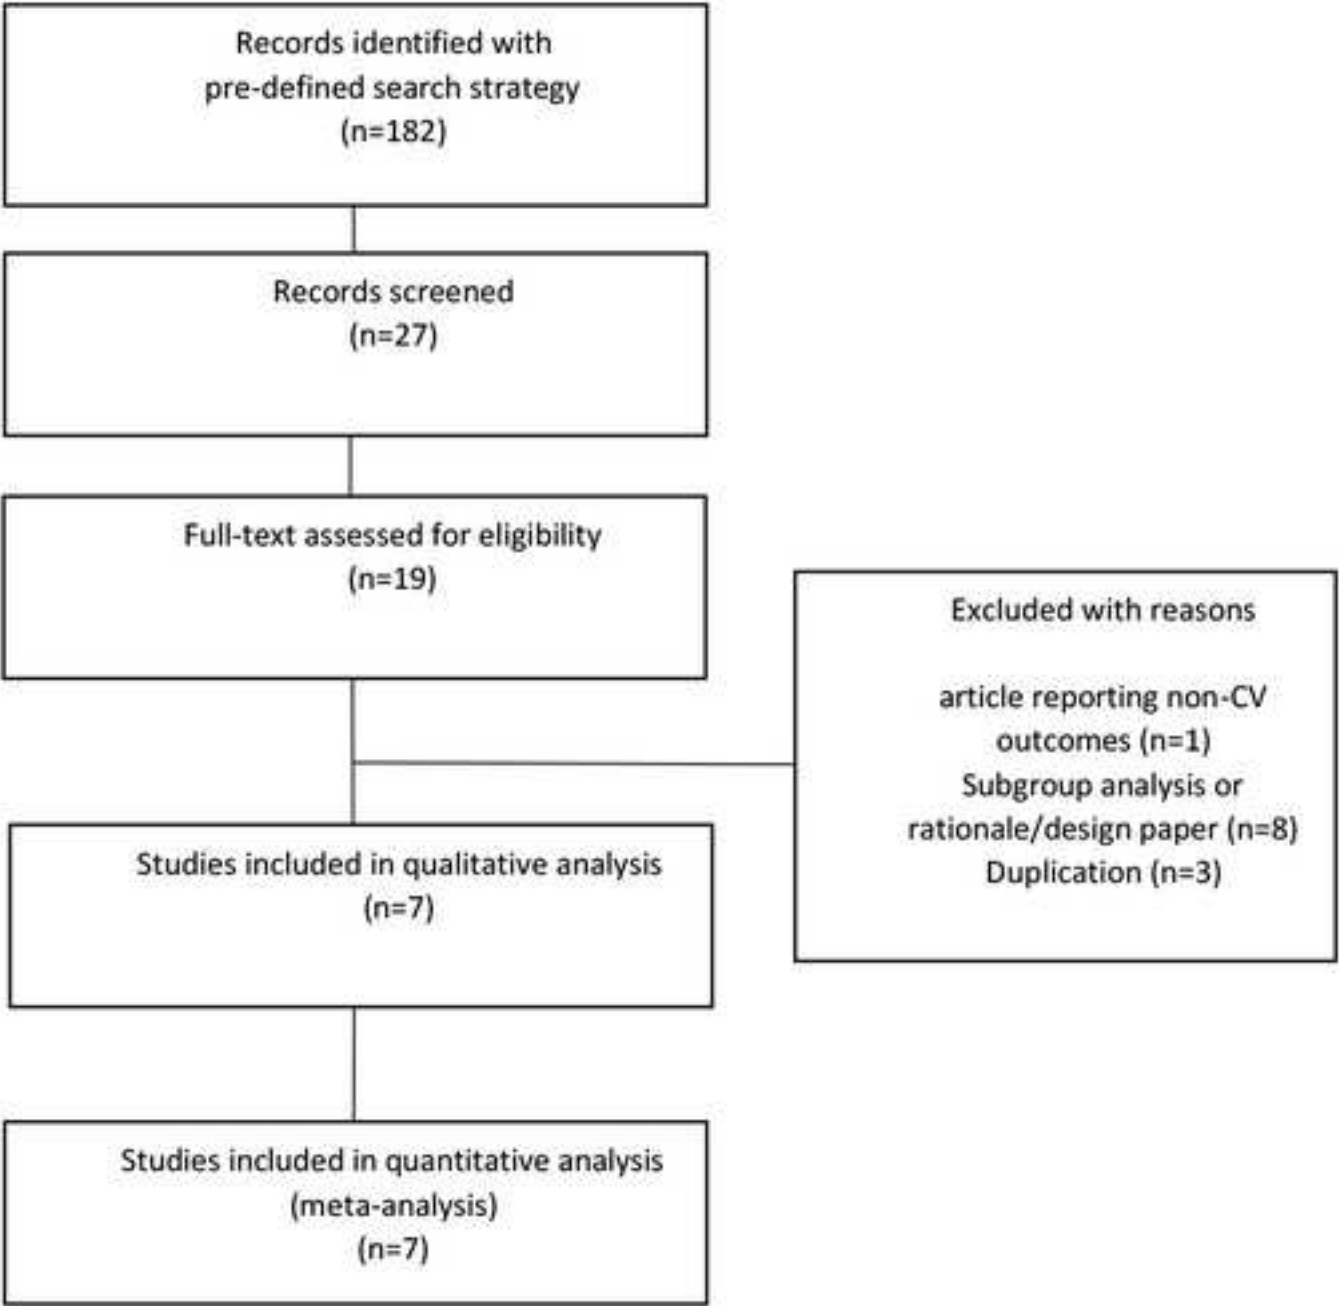 Records identified with
pre-defined search strategy
(n=182)
Records screened
(n=27)
Full-text assessed for eligibility
(n=19)
Excluded with reasons
article reporting non-CV
outcomes (n=1)
Subgroup analysis or
rationale/design paper (n=8)
Duplication (n=3)
Studies included in qualitative analysis
(n=7)
Studies included in quantitative analysis
(meta-analysis)
(n=7)